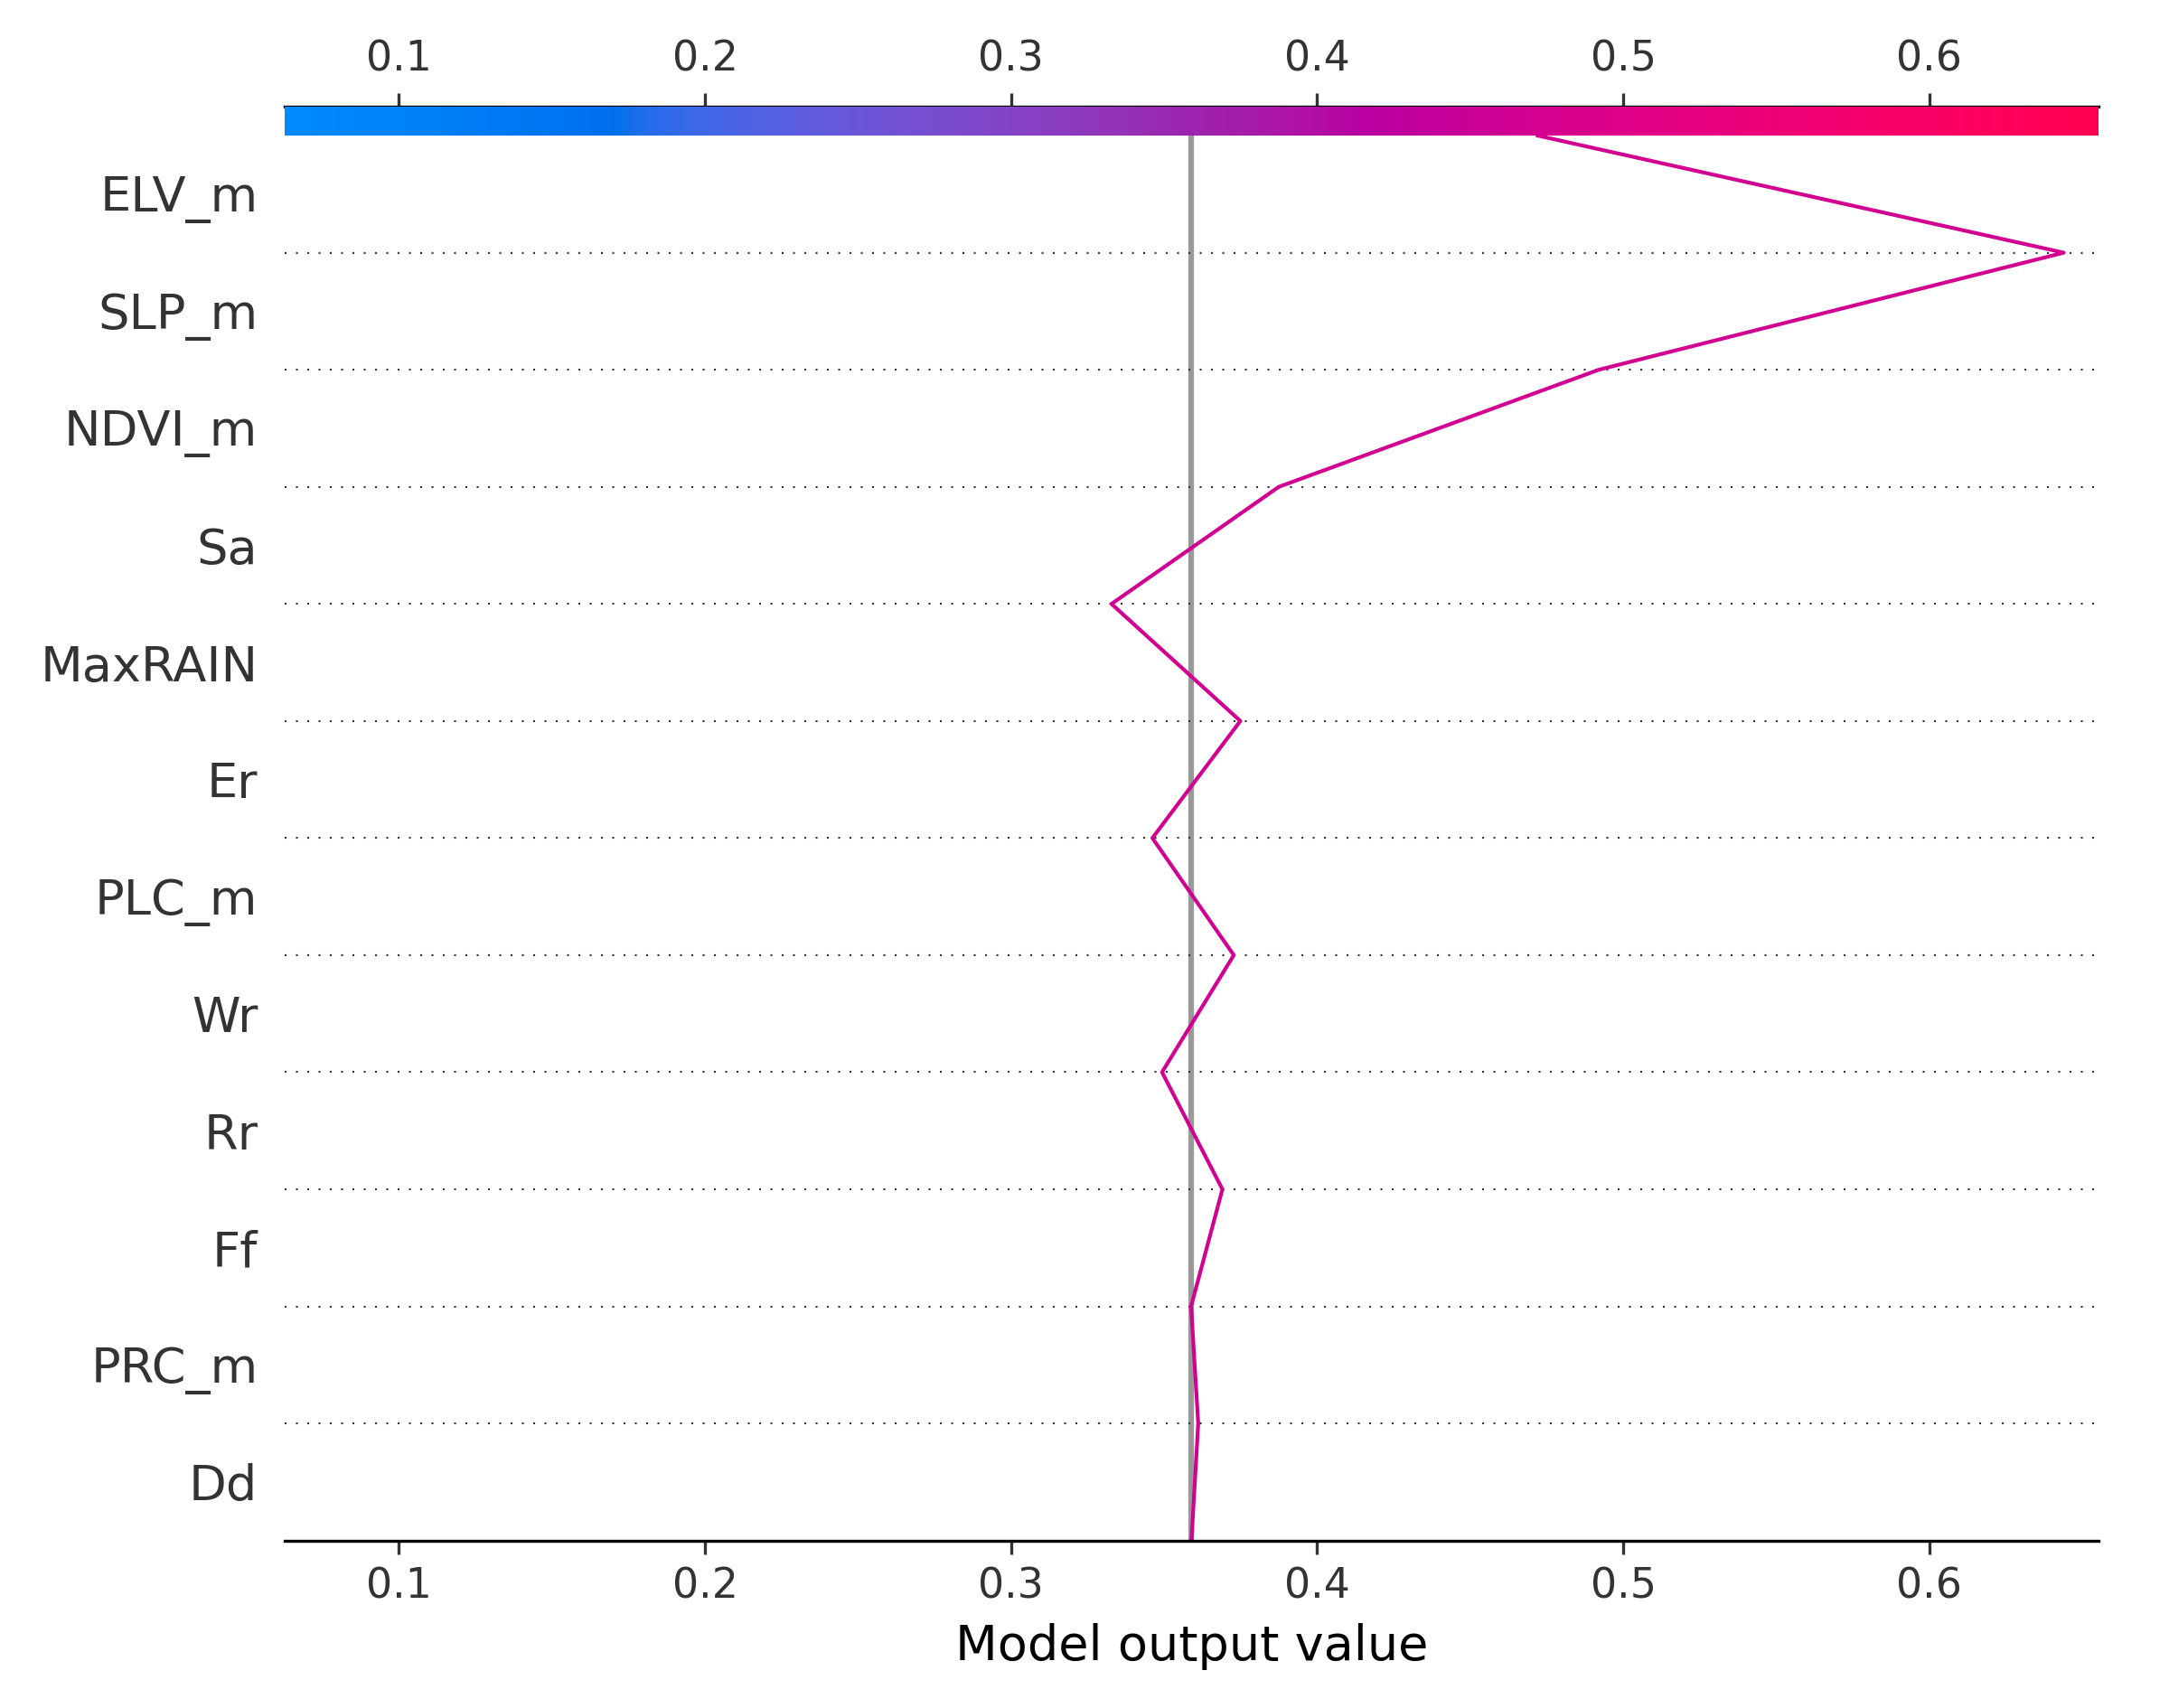 0.1 0.2 0.3 0.4 0.5 0.6
ELV_m
SLP_m
NDVI_m
Sa
MaxRAIN
Er
PLC_m
Wr
Rr
Ff
PRC_m
Dd
0.1 0.2 0.3 0.4 0.5 0.6
Model output value